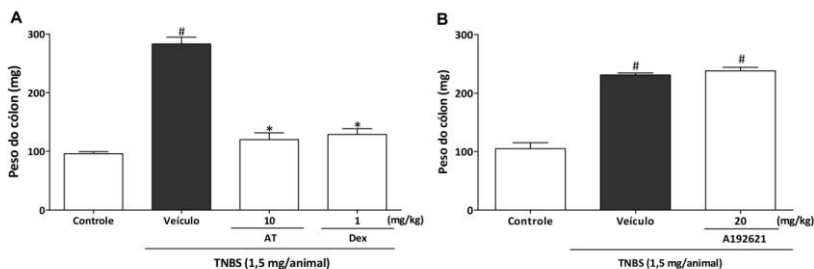 A
Peso do cólon (mg)
300
200
100
0
#
*
*
Controle
Veículo
10
1
(mg/kg)
AT
Dex
TNBS (1,5 mg/animal)
B
Peso do cólon (mg)
300
200
100
0
#
#
Controle
Veículo
20
(mg/kg)
A192621
TNBS (1,5 mg/animal)